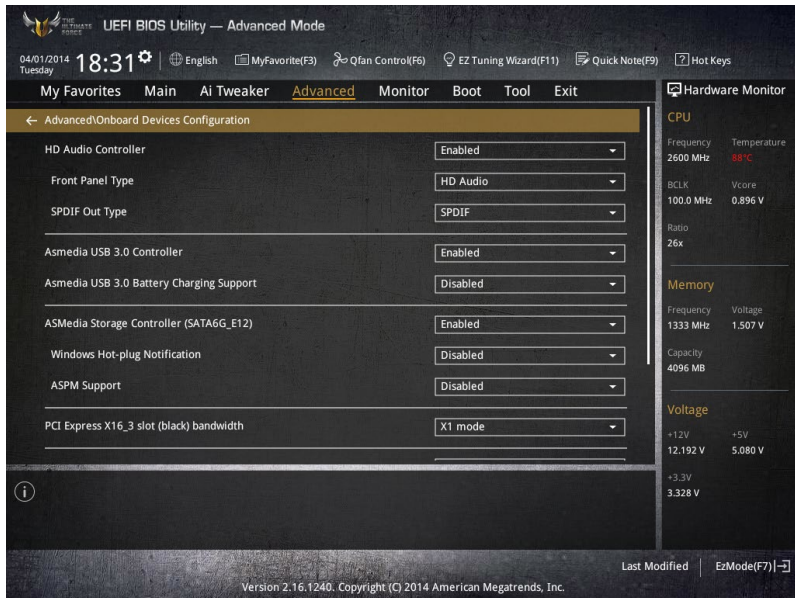 THE ULTIMATE FORCE
UEFI BIOS Utility — Advanced Mode
04/01/2014
Tuesday
18:31
English
MyFavorite(F3)
Qfan Control(F6)
EZ Tuning Wizard(F11)
Quick Note(F9)
? Hot Keys
My Favorites
Main
Ai Tweaker
Advanced
Monitor
Boot
Tool
Exit
← Advanced\Onboard Devices Configuration
HD Audio Controller Enabled
Front Panel Type HD Audio
SPDIF Out Type SPDIF
Asmedia USB 3.0 Controller Enabled
Asmedia USB 3.0 Battery Charging Support Disabled
ASMedia Storage Controller (SATA6G_E12) Enabled
Windows Hot-plug Notification Disabled
ASPM Support Disabled
PCI Express X16_3 slot (black) bandwidth X1 mode
Hardware Monitor
CPU
Frequency Temperature
2600 MHz 88°C
BCLK Vcore
100.0 MHz 0.896 V
Ratio
26x
Memory
Frequency Voltage
1333 MHz 1.507 V
Capacity
4096 MB
Voltage
+12V +5V
12.192 V 5.080 V
+3.3V
3.328 V
i
Last Modified
EzMode(F7)
Version 2.16.1240. Copyright (C) 2014 American Megatrends, Inc.